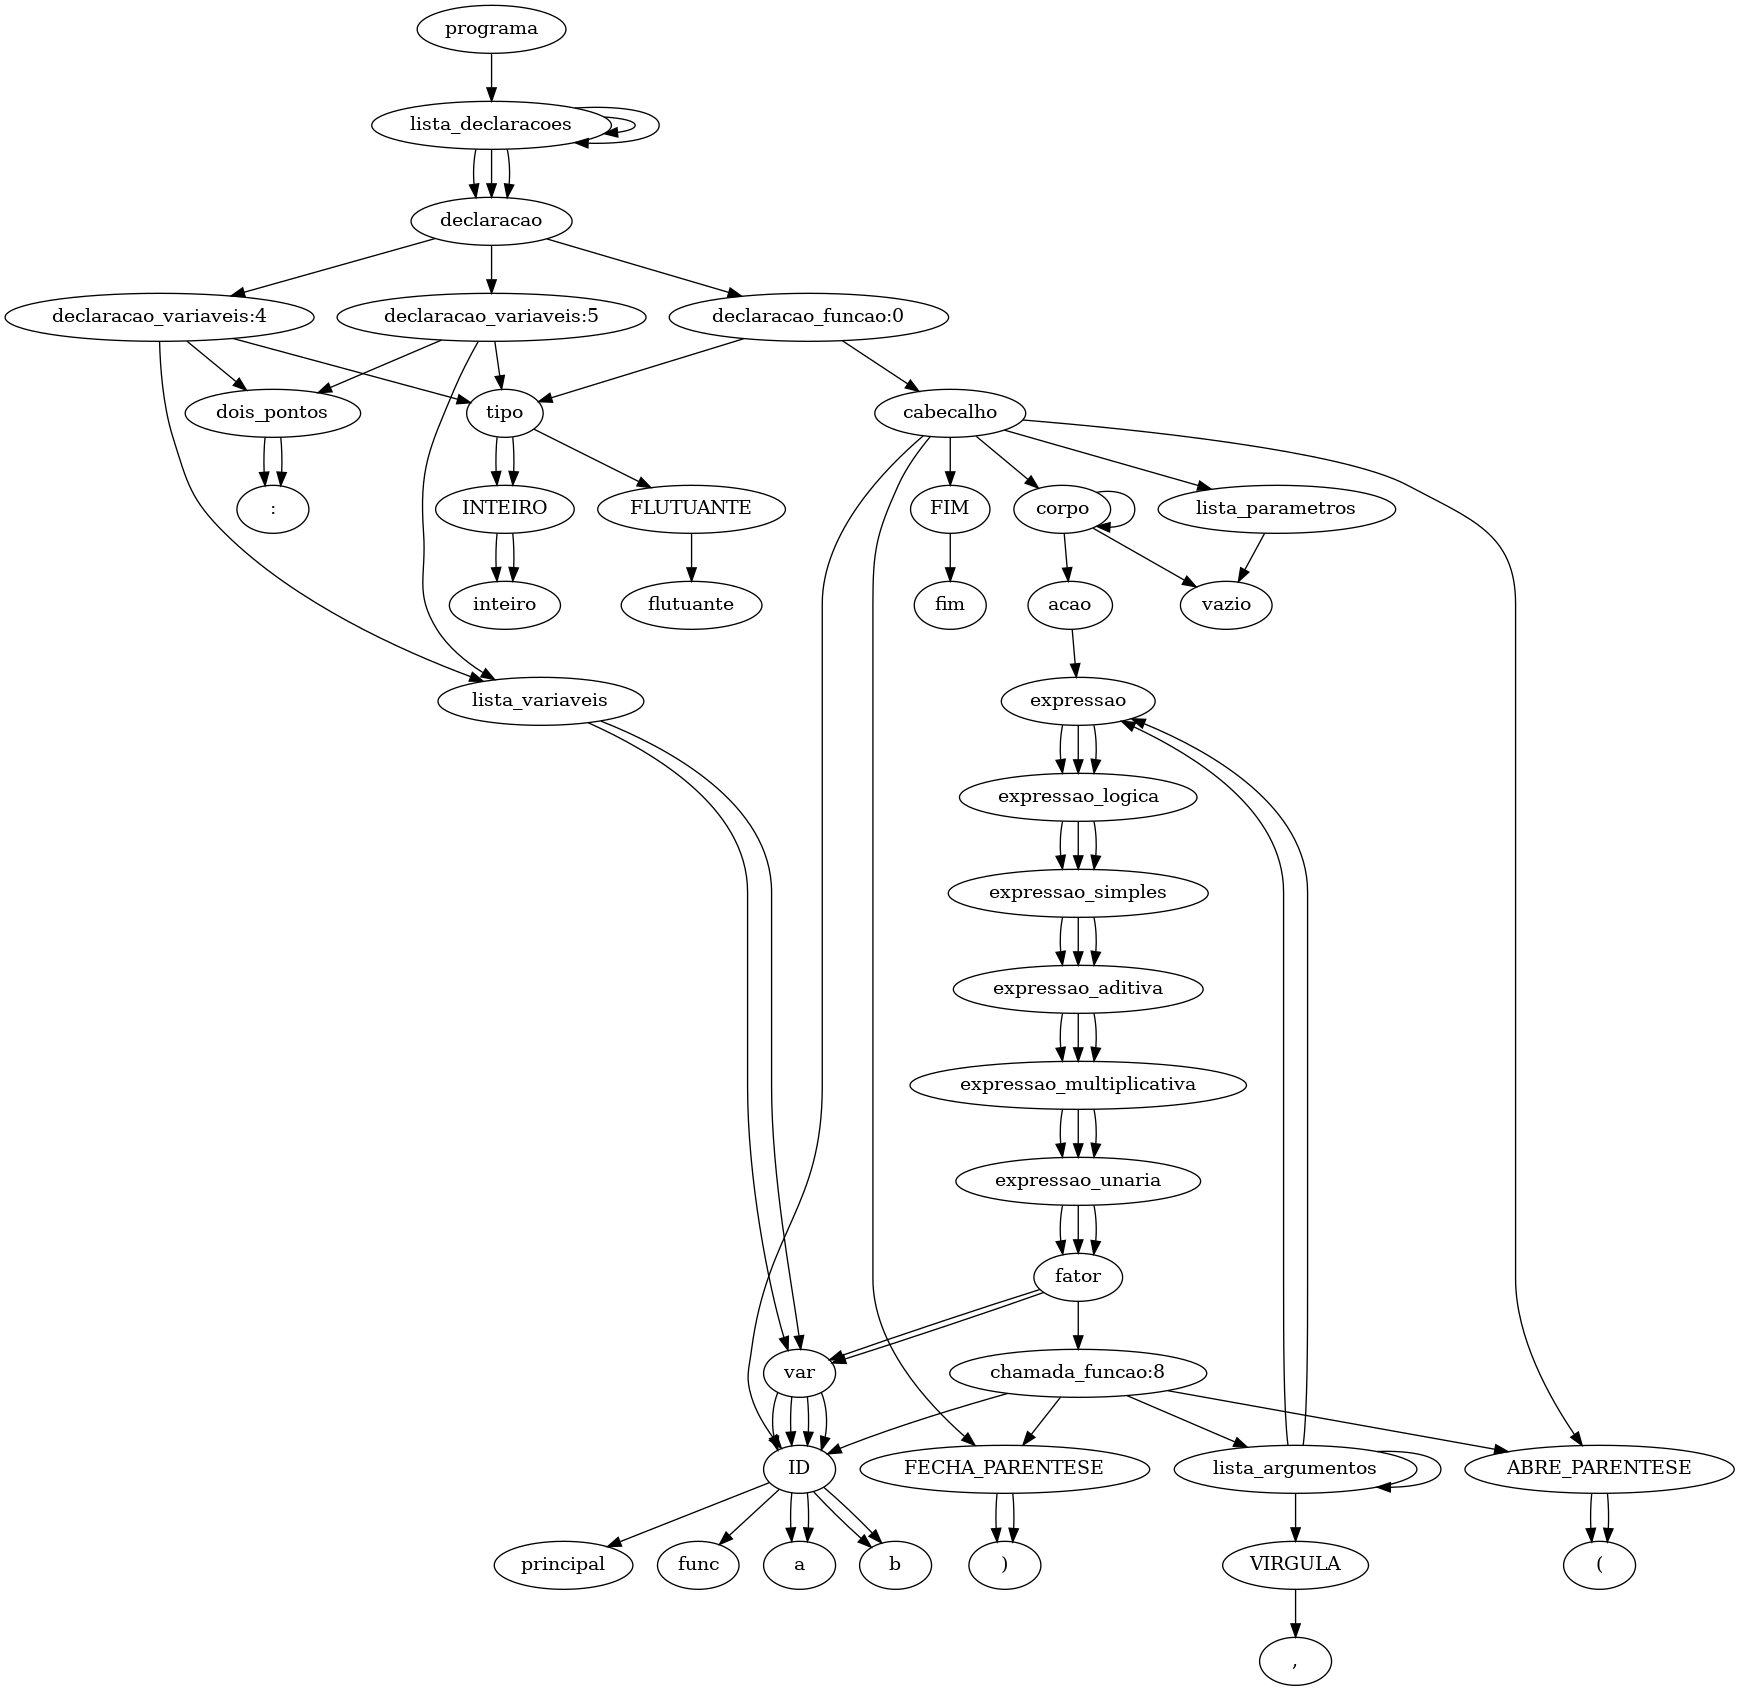 programa
lista_declaracoes
declaracao
declaracao_variaveis:4
declaracao_variaveis:5
declaracao_funcao:0
dois_pontos
tipo
cabecalho
:
INTEIRO
FLUTUANTE
FIM
corpo
lista_parametros
inteiro
flutuante
fim
acao
vazio
lista_variaveis
expressao
expressao_logica
expressao_simples
expressao_aditiva
expressao_multiplicativa
expressao_unaria
fator
var
chamada_funcao:8
ID
FECHA_PARENTESE
lista_argumentos
ABRE_PARENTESE
principal
func
a
b
)
VIRGULA
(
,